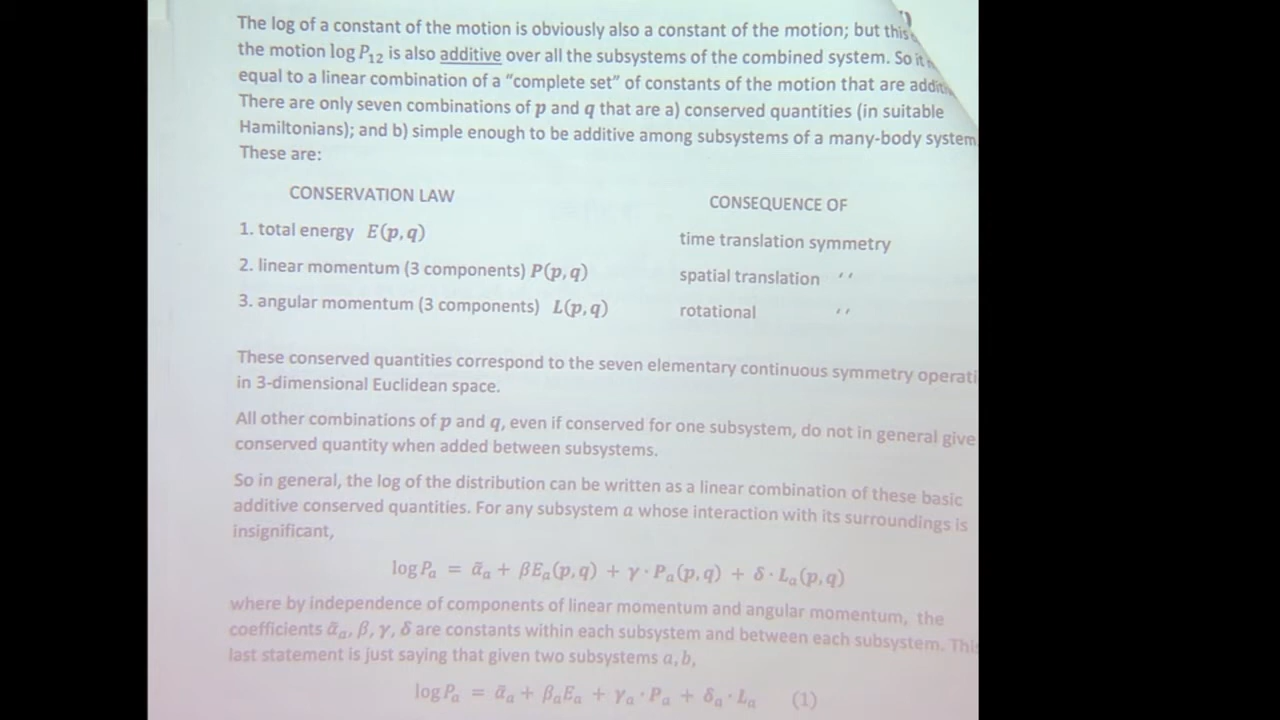 The log of a constant of the motion is obviously also a constant of the motion; but this
the motion log P₁₂ is also additive over all the subsystems of the combined system. So it
equal to a linear combination of a “complete set” of constants of the motion that are
There are only seven combinations of p and q that are a) conserved quantities (in suitable
Hamiltonians); and b) simple enough to be additive among subsystems of a many-body system
These are:
CONSERVATION LAW CONSEQUENCE OF
1. total energy E(p,q) time translation symmetry
2. linear momentum (3 components) P(p,q) spatial translation ‘ ‘
3. angular momentum (3 components) L(p,q) rotational ‘ ‘
These conserved quantities correspond to the seven elementary continuous symmetry operati
in 3-dimensional Euclidean space.
All other combinations of p and q, even if conserved for one subsystem, do not in general give
conserved quantity when added between subsystems.
So in general, the log of the distribution can be written as a linear combination of these basic
additive conserved quantities. For any subsystem a whose interaction with its surroundings is
insignificant,
log Pₐ = α̃ₐ + βEₐ(p,q) + γ · Pₐ(p,q) + δ · Lₐ(p,q)
where by independence of components of linear momentum and angular momentum, the
coefficients α̃ₐ, β, γ, δ are constants within each subsystem and between each subsystem. This
last statement is just saying that given two subsystems a, b,
log Pₐ = α̃ₐ + βₐEₐ + γₐ · Pₐ + δₐ · Lₐ (1)